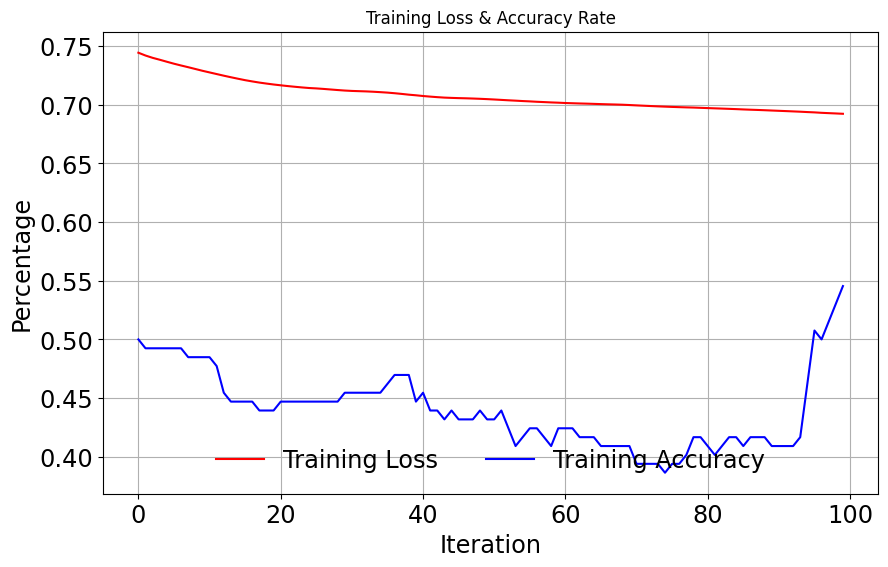 Training Loss & Accuracy Rate
0.75
0.70
0.65
0.60
0.55
0.50
0.45
0.40
Percentage
Training Loss Training Accuracy
0 20 40 60 80 100
Iteration